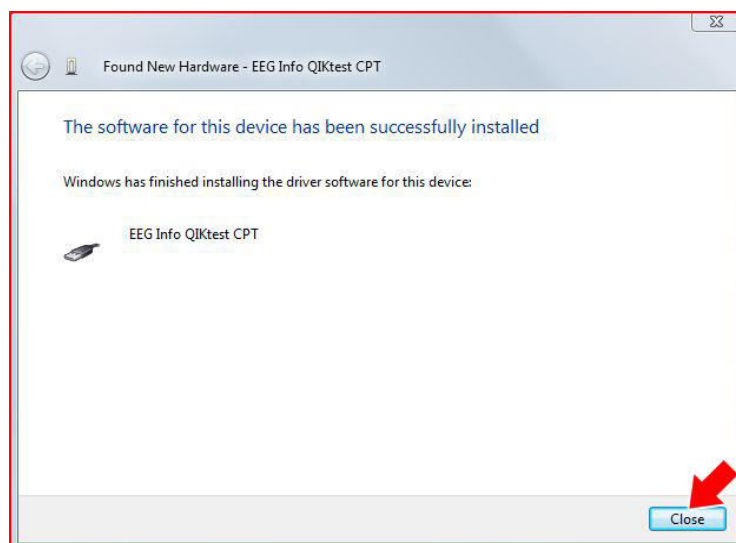 Found New Hardware - EEG Info QIKtest CPT
The software for this device has been successfully installed
Windows has finished installing the driver software for this device:
EEG Info QIKtest CPT
Close